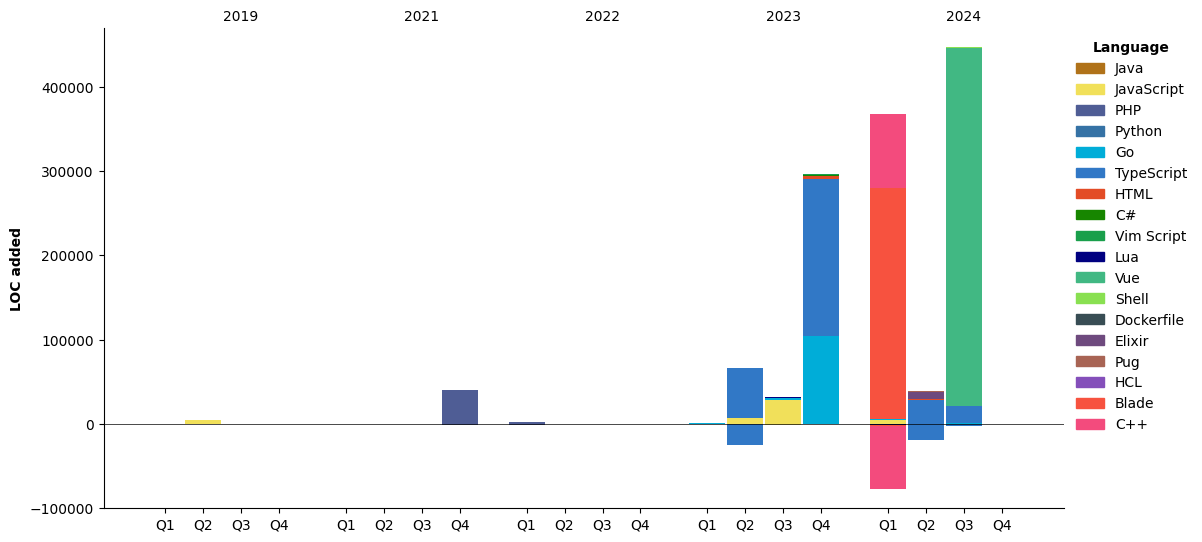 2019 2021 2022 2023 2024
LOC added
400000
300000
200000
100000
0
−100000
Q1 Q2 Q3 Q4 Q1 Q2 Q3 Q4 Q1 Q2 Q3 Q4 Q1 Q2 Q3 Q4 Q1 Q2 Q3 Q4
Language
Java
JavaScript
PHP
Python
Go
TypeScript
HTML
C#
Vim Script
Lua
Vue
Shell
Dockerfile
Elixir
Pug
HCL
Blade
C++